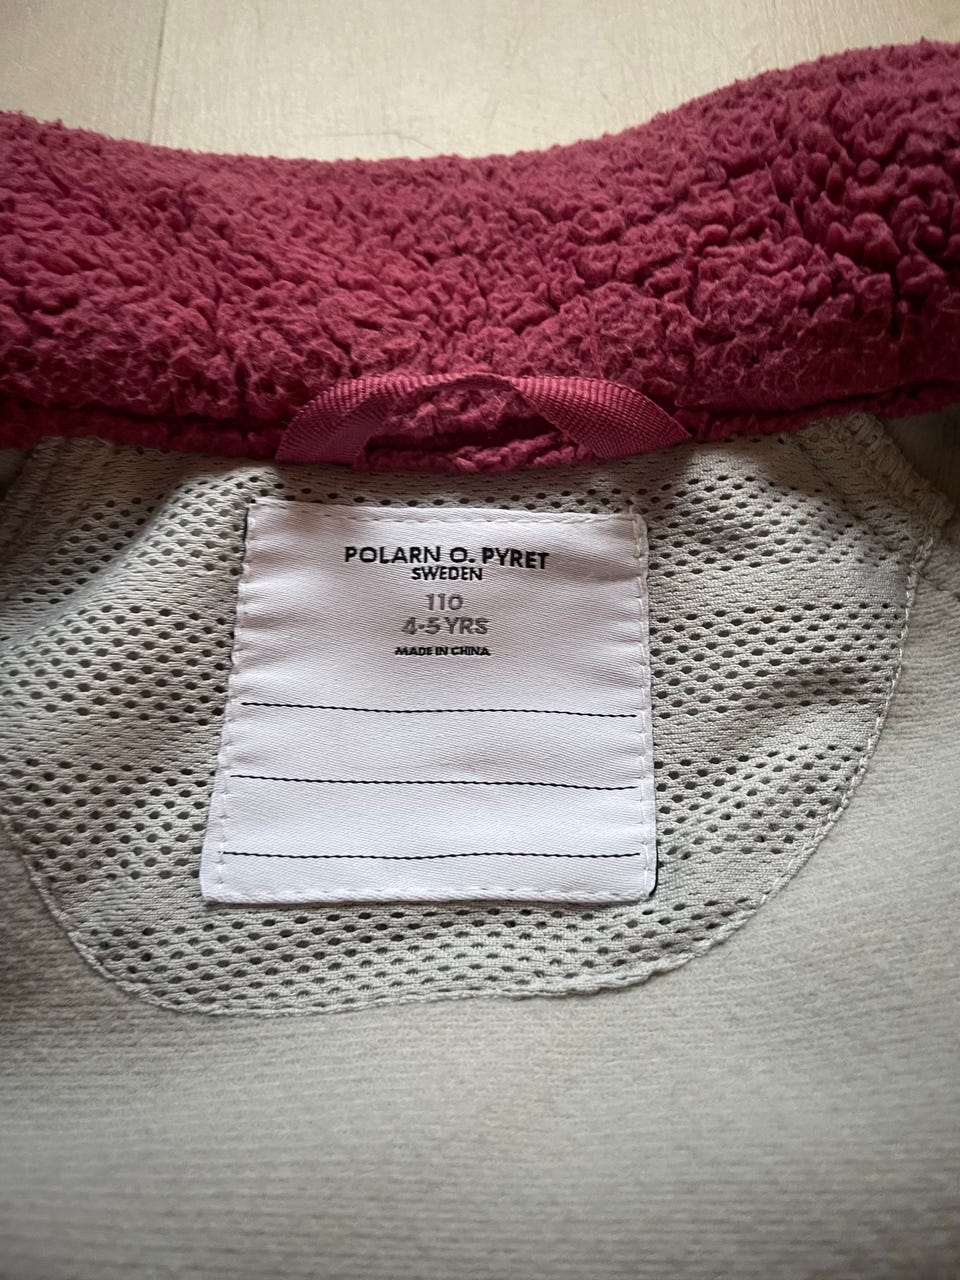 POLARN O. PYRET
SWEDEN
110
4-5 YRS
MADE IN CHINA